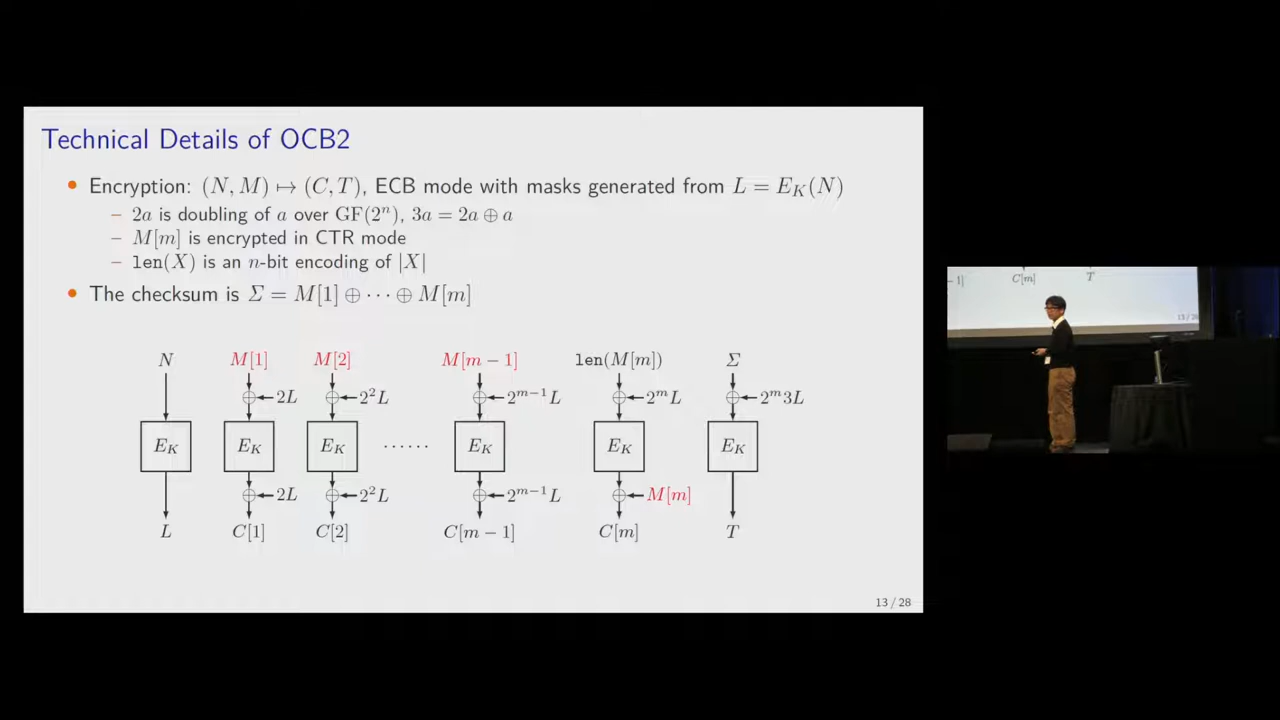 Technical Details of OCB2
• Encryption: (N, M) ↦ (C, T), ECB mode with masks generated from L = E_K(N)
– 2a is doubling of a over GF(2^n), 3a = 2a ⊕ a
– M[m] is encrypted in CTR mode
– len(X) is an n-bit encoding of |X|
• The checksum is Σ = M[1] ⊕ ··· ⊕ M[m]
N M[1] M[2] M[m − 1] len(M[m]) Σ
2L 2^2L 2^{m−1}L 2^mL 2^m3L
E_K E_K E_K ······ E_K E_K E_K
2L 2^2L 2^{m−1}L M[m]
L C[1] C[2] C[m − 1] C[m] T
13 / 28
− 1] C[m] T
13 / 28